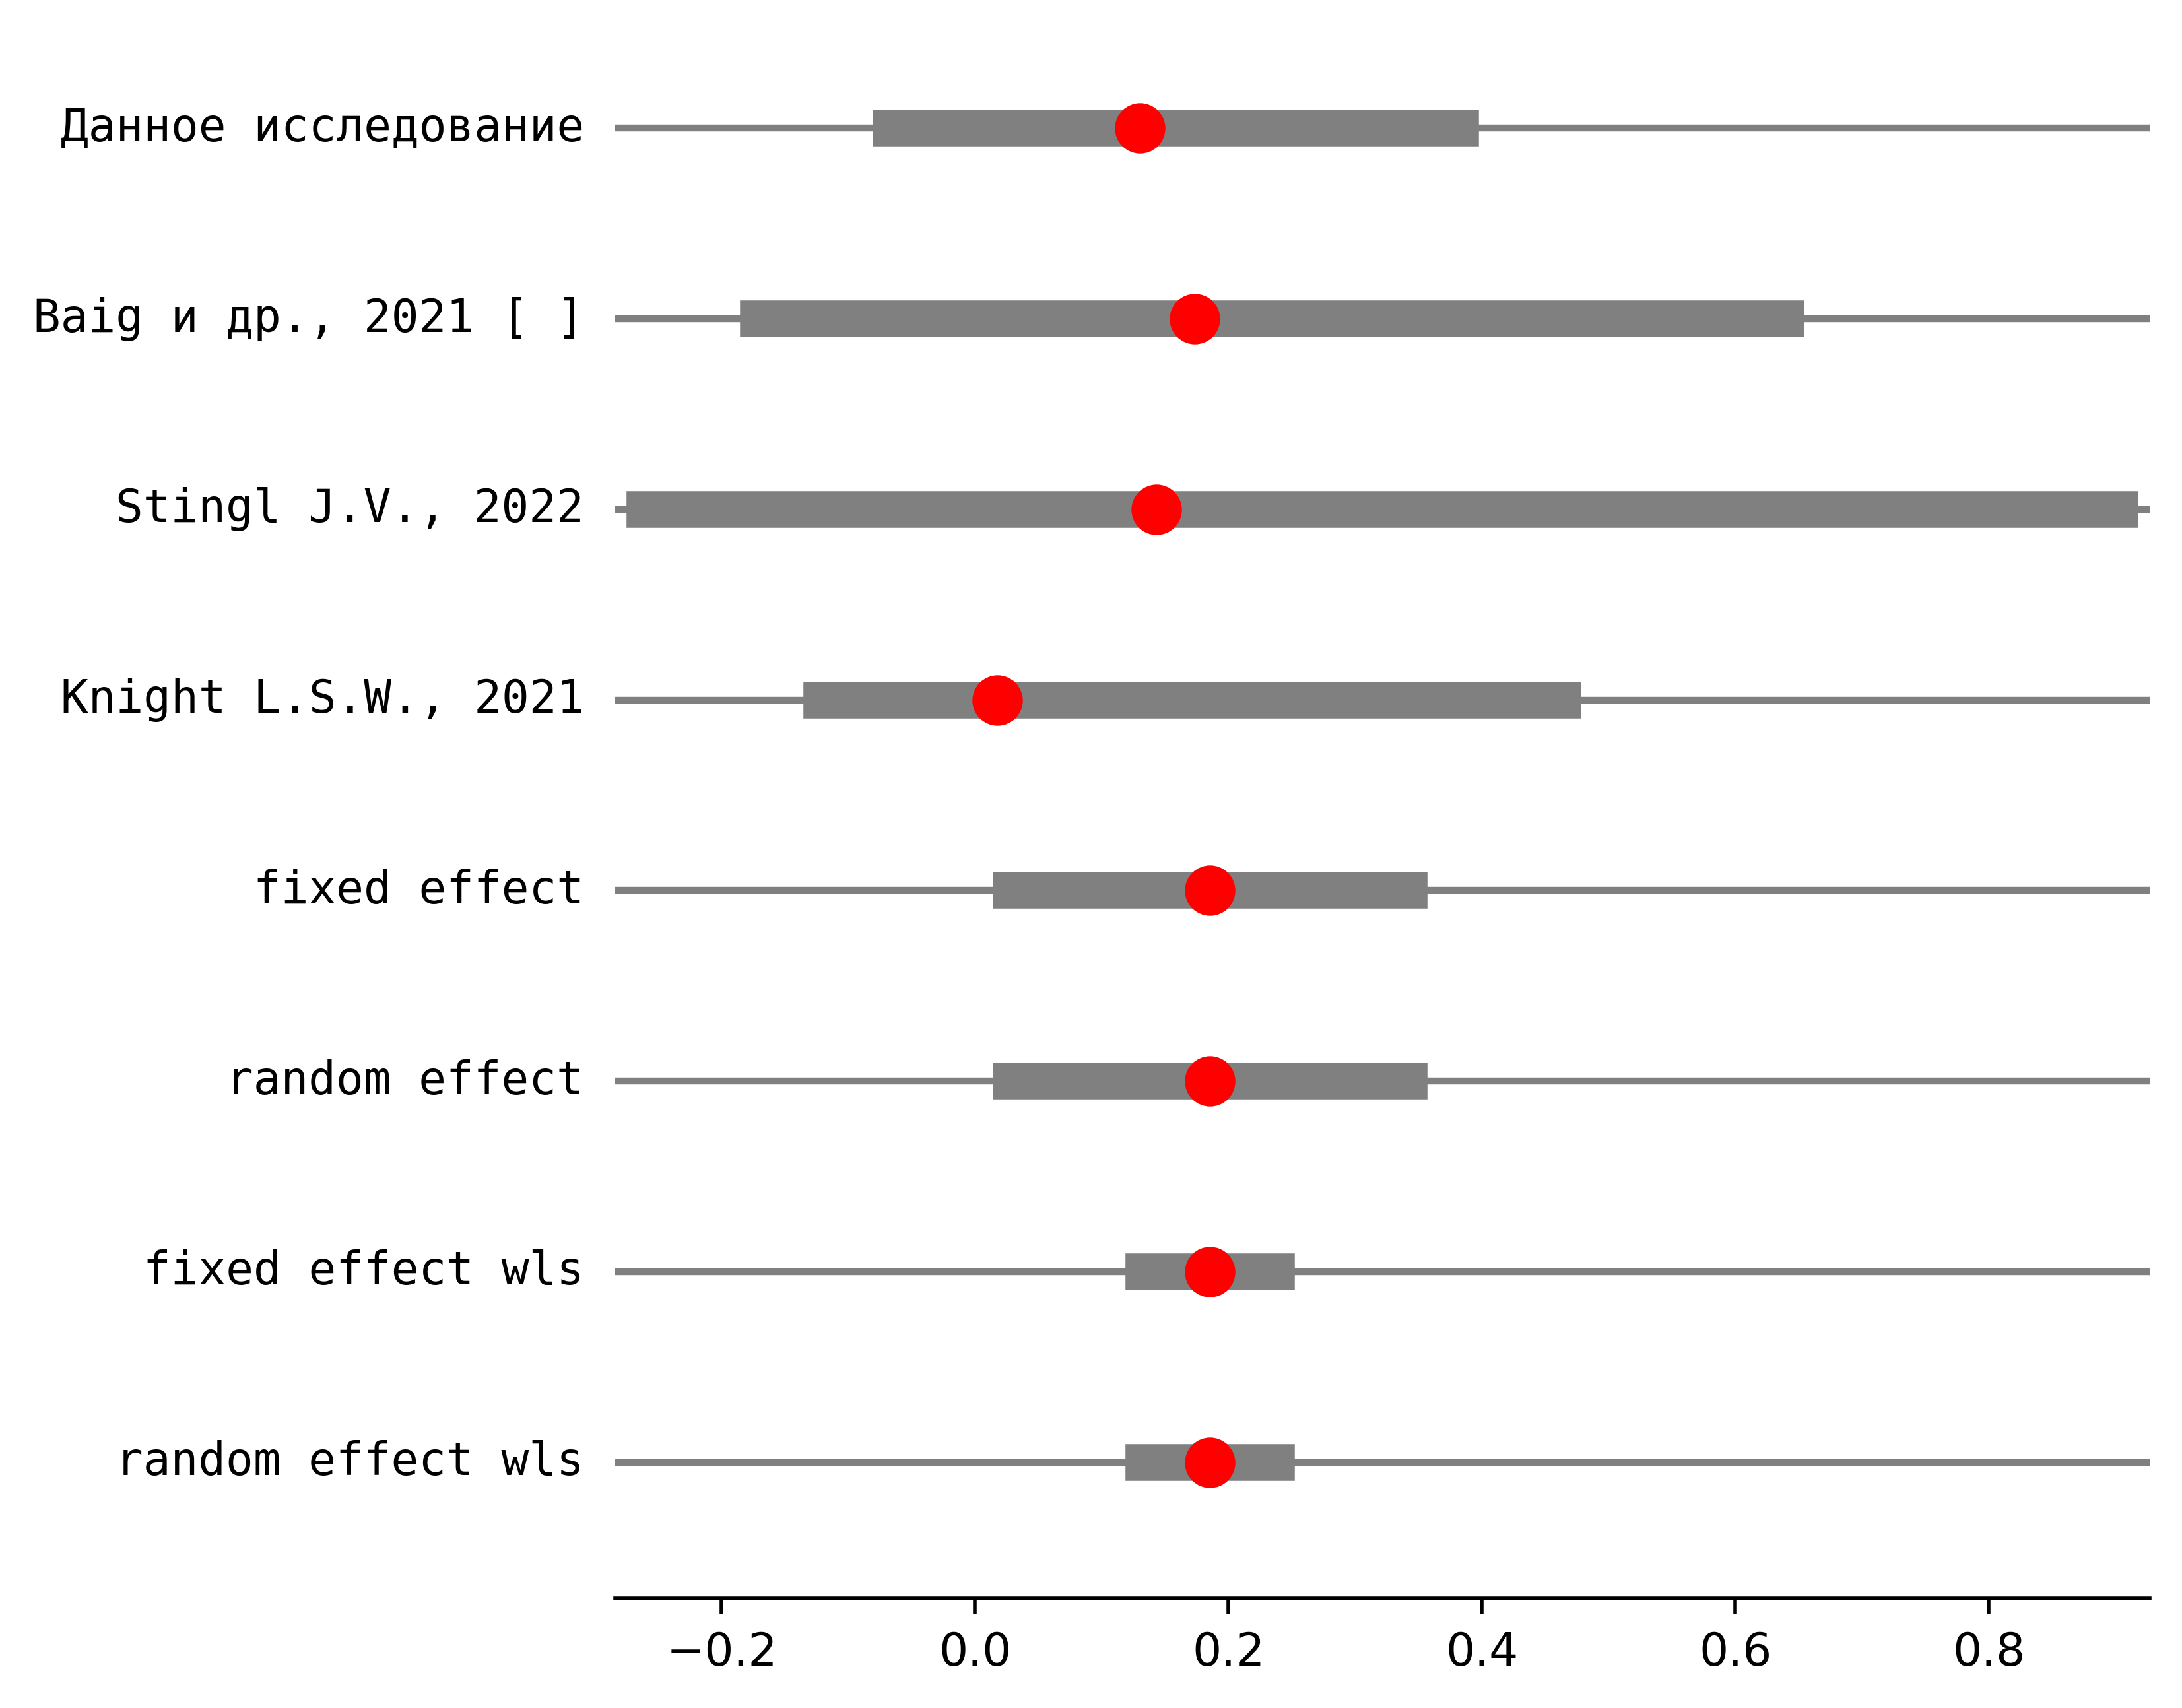 Данное исследование
Baig и др., 2021 [ ]
Stingl J.V., 2022
Knight L.S.W., 2021
fixed effect
random effect
fixed effect wls
random effect wls
−0.2 0.0 0.2 0.4 0.6 0.8